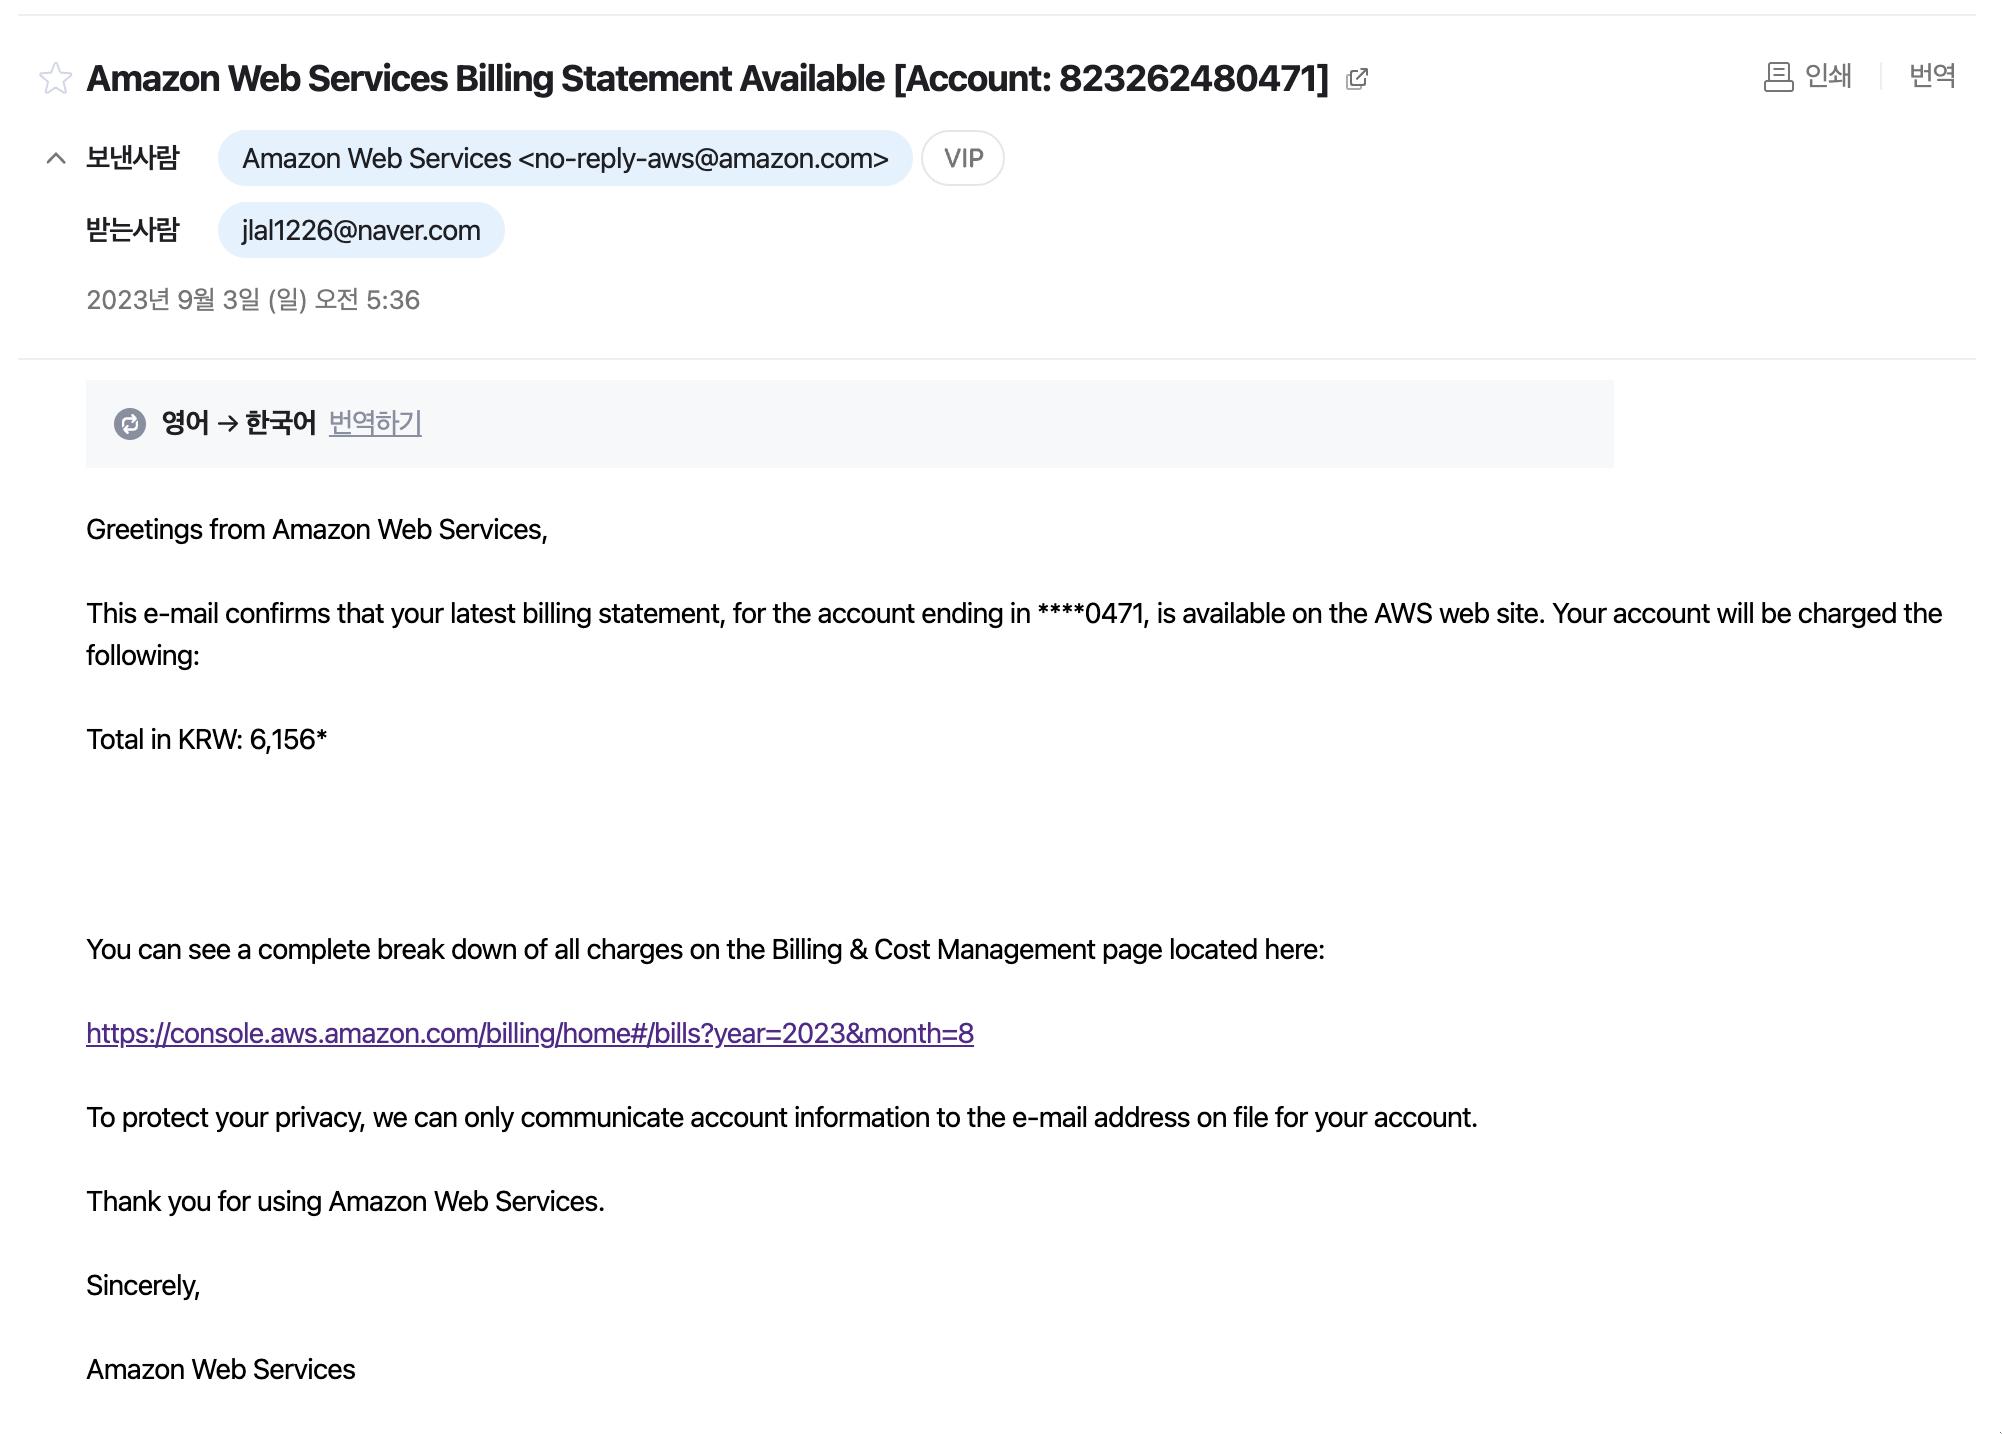 Amazon Web Services Billing Statement Available [Account: 823262480471]
인쇄
번역
보낸사람 Amazon Web Services <no-reply-aws@amazon.com> VIP
받는사람 jlal1226@naver.com
2023년 9월 3일 (일) 오전 5:36
영어 → 한국어 번역하기
Greetings from Amazon Web Services,
This e-mail confirms that your latest billing statement, for the account ending in ****0471, is available on the AWS web site. Your account will be charged the
following:
Total in KRW: 6,156*
You can see a complete break down of all charges on the Billing & Cost Management page located here:
https://console.aws.amazon.com/billing/home#/bills?year=2023&month=8
To protect your privacy, we can only communicate account information to the e-mail address on file for your account.
Thank you for using Amazon Web Services.
Sincerely,
Amazon Web Services